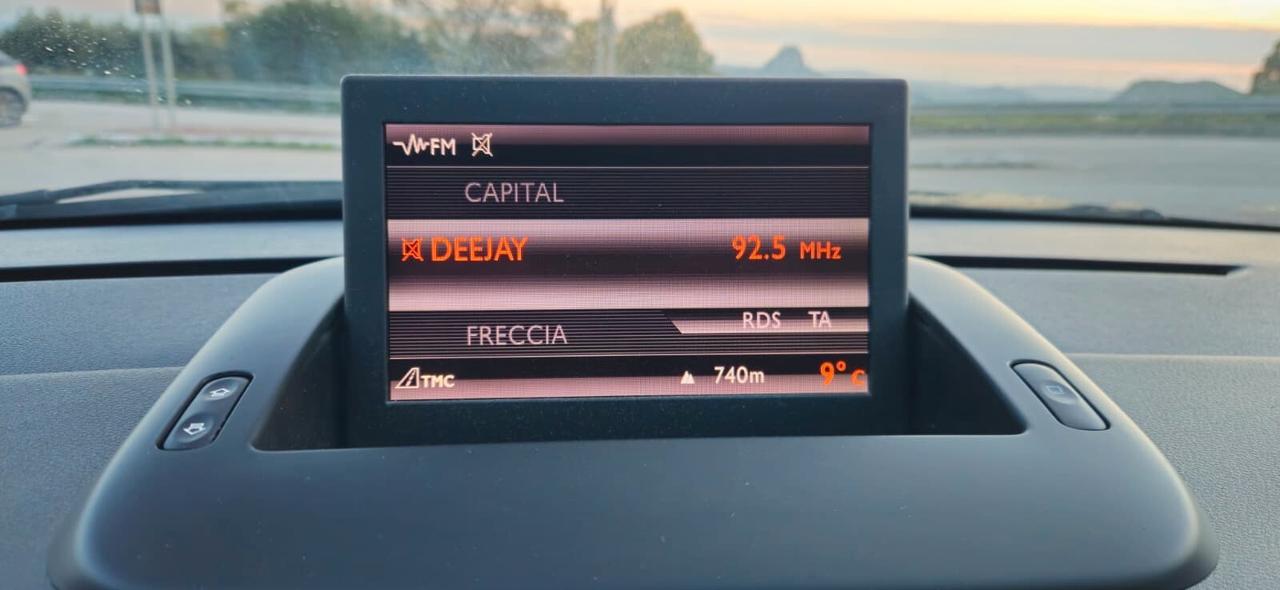 FM
CAPITAL
DEEJAY 92.5 MHz
FRECCIA RDS TA
TMC 740m 9° C